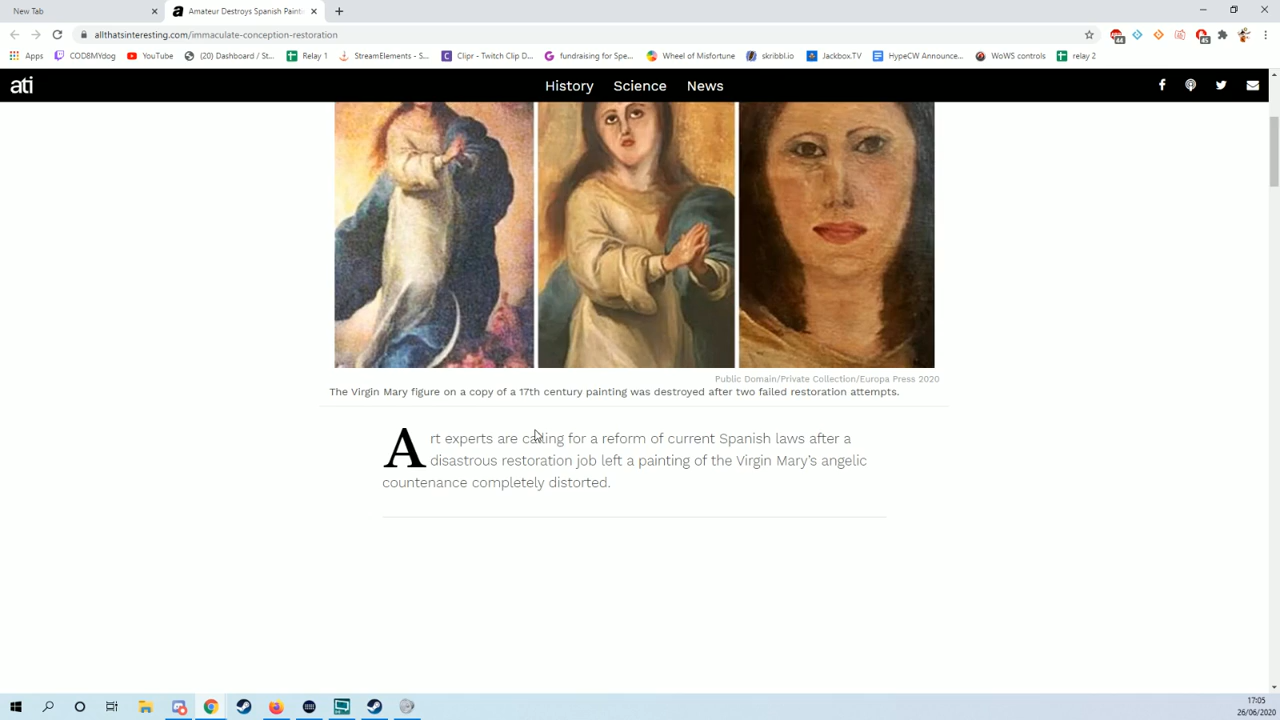 New Tab
Amateur Destroys Spanish Painti
allthatsinteresting.com/immaculate-conception-restoration
Apps
COD8MYdog
YouTube
(20) Dashboard / St...
Relay 1
StreamElements - S...
Clipr - Twitch Clip D...
fundraising for Spe...
Wheel of Misfortune
skribbl.io
Jackbox.TV
HypeCW Announce...
WoWS controls
relay 2
ati
History
Science
News
Public Domain/Private Collection/Europa Press 2020
The Virgin Mary figure on a copy of a 17th century painting was destroyed after two failed restoration attempts.
Art experts are calling for a reform of current Spanish laws after a
disastrous restoration job left a painting of the Virgin Mary’s angelic
countenance completely distorted.
17:05
26/06/2020